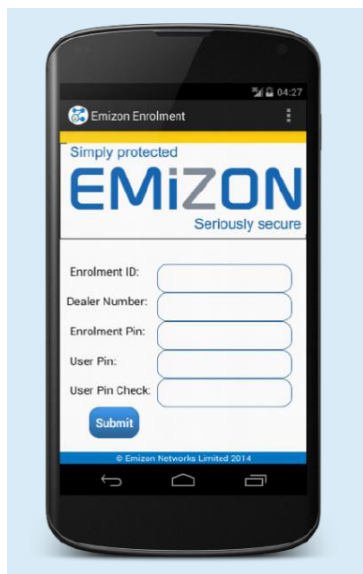 04:27
Emizon Enrolment
Simply protected
EMiZON
Seriously secure
Enrolment ID:
Dealer Number:
Enrolment Pin:
User Pin:
User Pin Check:
Submit
© Emizon Networks Limited 2014